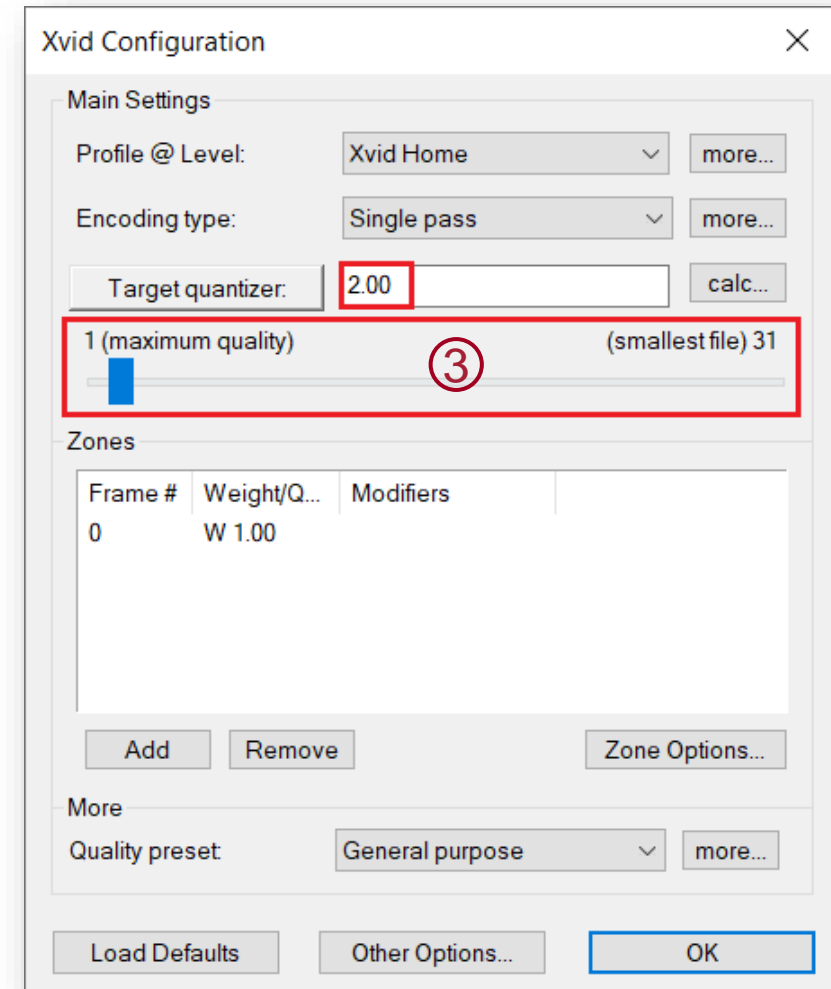 Xvid Configuration
Main Settings
Profile @ Level: Xvid Home more...
Encoding type: Single pass more...
Target quantizer: 2.00 calc...
1 (maximum quality) (smallest file) 31
③
Zones
Frame # Weight/Q... Modifiers
0 W 1.00
Add Remove Zone Options...
More
Quality preset: General purpose more...
Load Defaults Other Options... OK